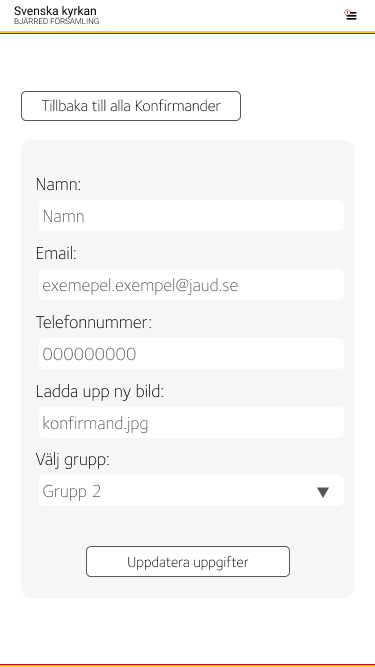 Svenska kyrkan
BJÄRRED FÖRSAMLING
Tillbaka till alla Konfirmander
Namn:
Namn
Email:
exemepel.exempel@jaud.se
Telefonnummer:
000000000
Ladda upp ny bild:
konfirmand.jpg
Välj grupp:
Grupp 2
Uppdatera uppgifter